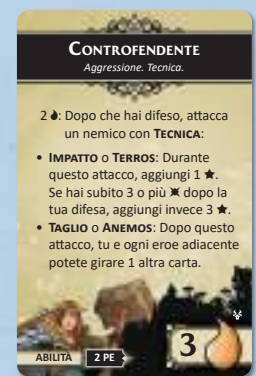 CONTROFENDENTE
Aggressione. Tecnica.
2 : Dopo che hai difeso, attacca
un nemico con TECNICA:
• IMPATTO o TERROS: Durante
questo attacco, aggiungi 1 ★.
Se hai subito 3 o più dopo la
tua difesa, aggiungi invece 3 ★.
• TAGLIO o ANEMOS: Dopo questo
attacco, tu e ogni eroe adiacente
potete girare 1 altra carta.
3
ABILITÀ 2 PE